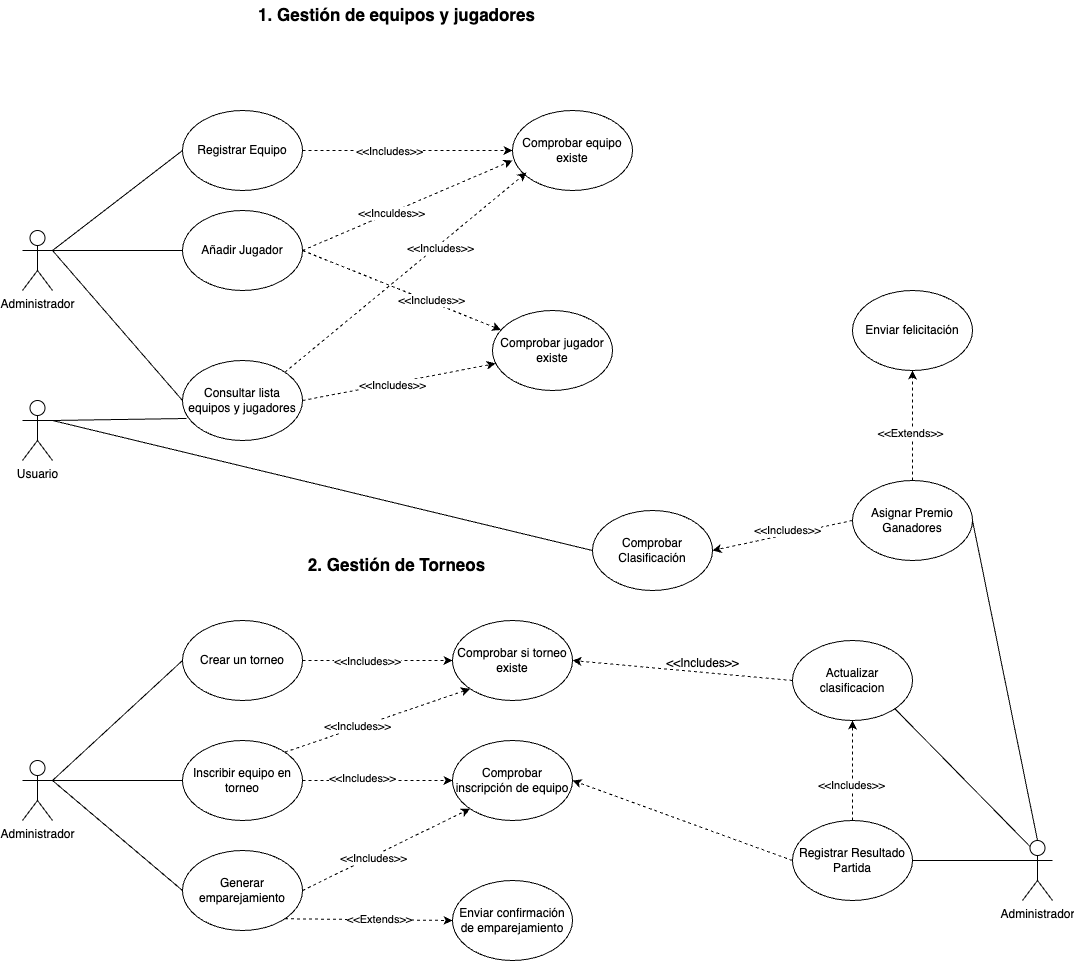 1. Gestión de equipos y jugadores
Registrar Equipo
<<Includes>>
Comprobar equipo
existe
Añadir Jugador
<<Inculdes>>
<<Includes>>
Administrador
<<Includes>>
Comprobar jugador
existe
Enviar felicitación
Consultar lista
equipos y jugadores
<<Includes>>
Usuario
<<Extends>>
Asignar Premio
Ganadores
<<Includes>>
Comprobar
Clasificación
2. Gestión de Torneos
Crear un torneo
<<Includes>>
Comprobar si torneo
existe
<<Includes>>
Actualizar
clasificacion
<<Includes>>
Inscribir equipo en
torneo
<<Includes>>
Comprobar
inscripción de equipo
<<Includes>>
Administrador
<<Includes>>
Registrar Resultado
Partida
Generar
emparejamiento
<<Extends>>
Enviar confirmación
de emparejamiento
Administrador